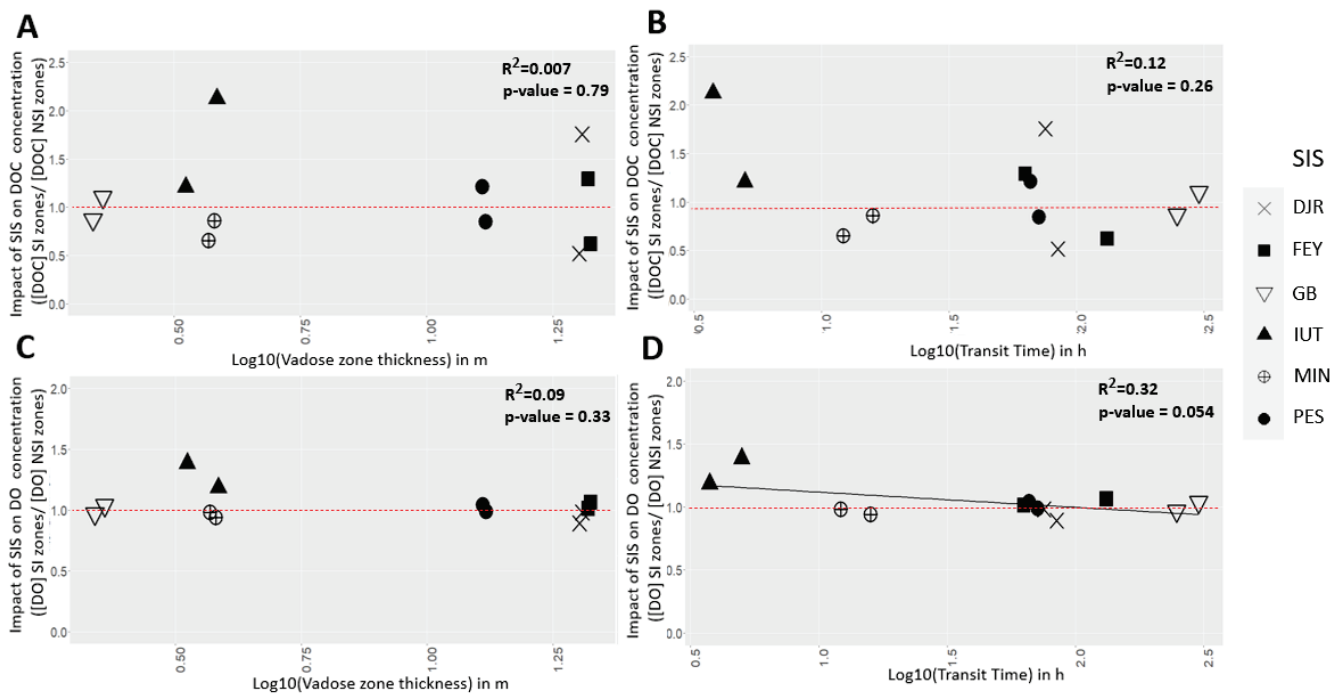 A
Impact of SIS on DOC concentration
([DOC] SI zones/ [DOC] NSI zones)
2.5
2.0
1.5
1.0
0.5
0.0
R²=0.007
p-value = 0.79
0.50
0.75
1.00
1.25
Log10(Vadose zone thickness) in m
B
Impact of SIS on DOC concentration
([DOC] SI zones/ [DOC] NSI zones)
2.5
2.0
1.5
1.0
0.5
0.0
R²=0.12
p-value = 0.26
0.5
1.0
1.5
2.0
2.5
Log10(Transit Time) in h
C
Impact of SIS on DO concentration
([DO] SI zones/ [DO] NSI zones)
2.0
1.5
1.0
0.5
0.0
R²=0.09
p-value = 0.33
0.50
0.75
1.00
1.25
Log10(Vadose zone thickness) in m
D
Impact of SIS on DO concentration
([DO] SI zones/ [DO] NSI zones)
2.0
1.5
1.0
0.5
0.0
R²=0.32
p-value = 0.054
0.5
1.0
1.5
2.0
2.5
Log10(Transit Time) in h
SIS
DJR
FEY
GB
IUT
MIN
PES